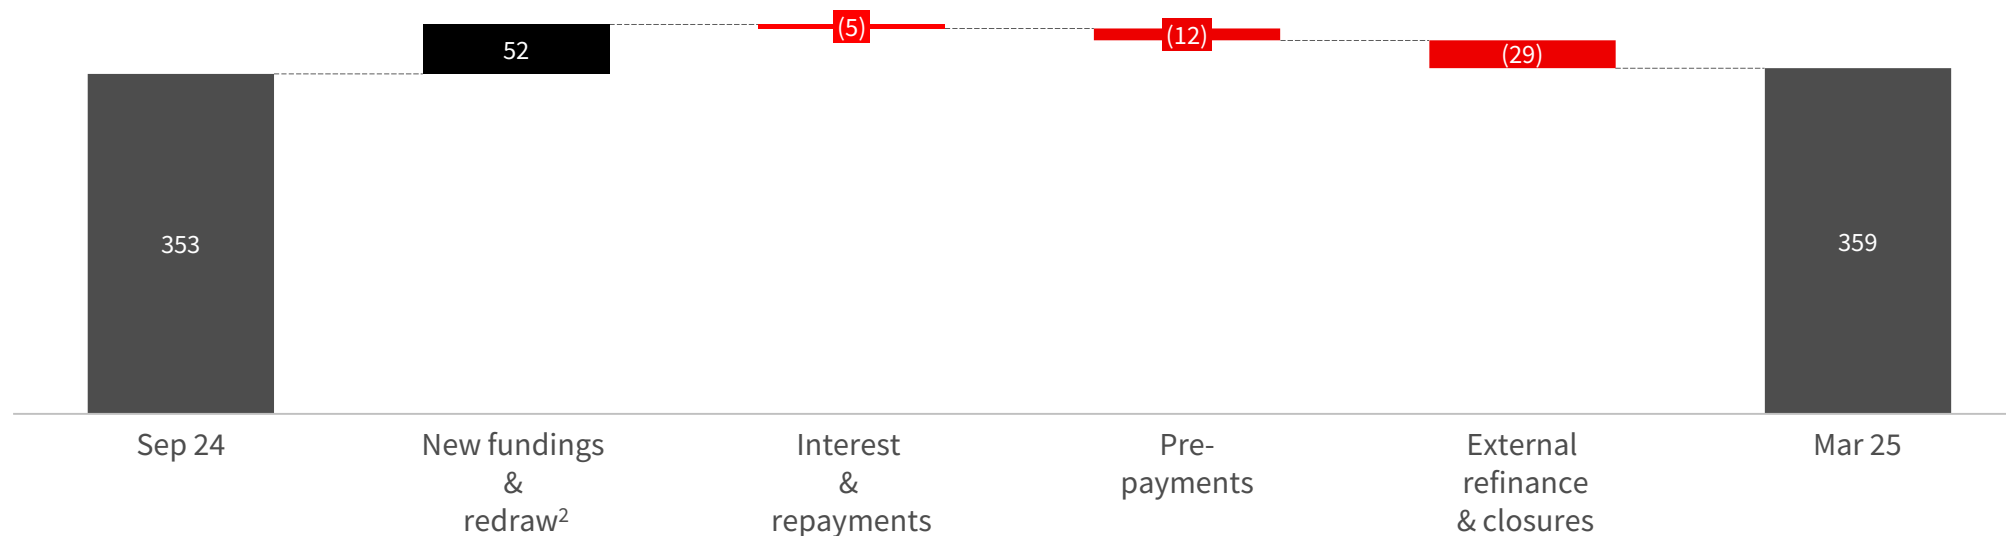 52
(5)
(12)
(29)
353
359
Sep 24
New fundings
&
redraw²
Interest
&
repayments
Pre-
payments
External
refinance
& closures
Mar 25